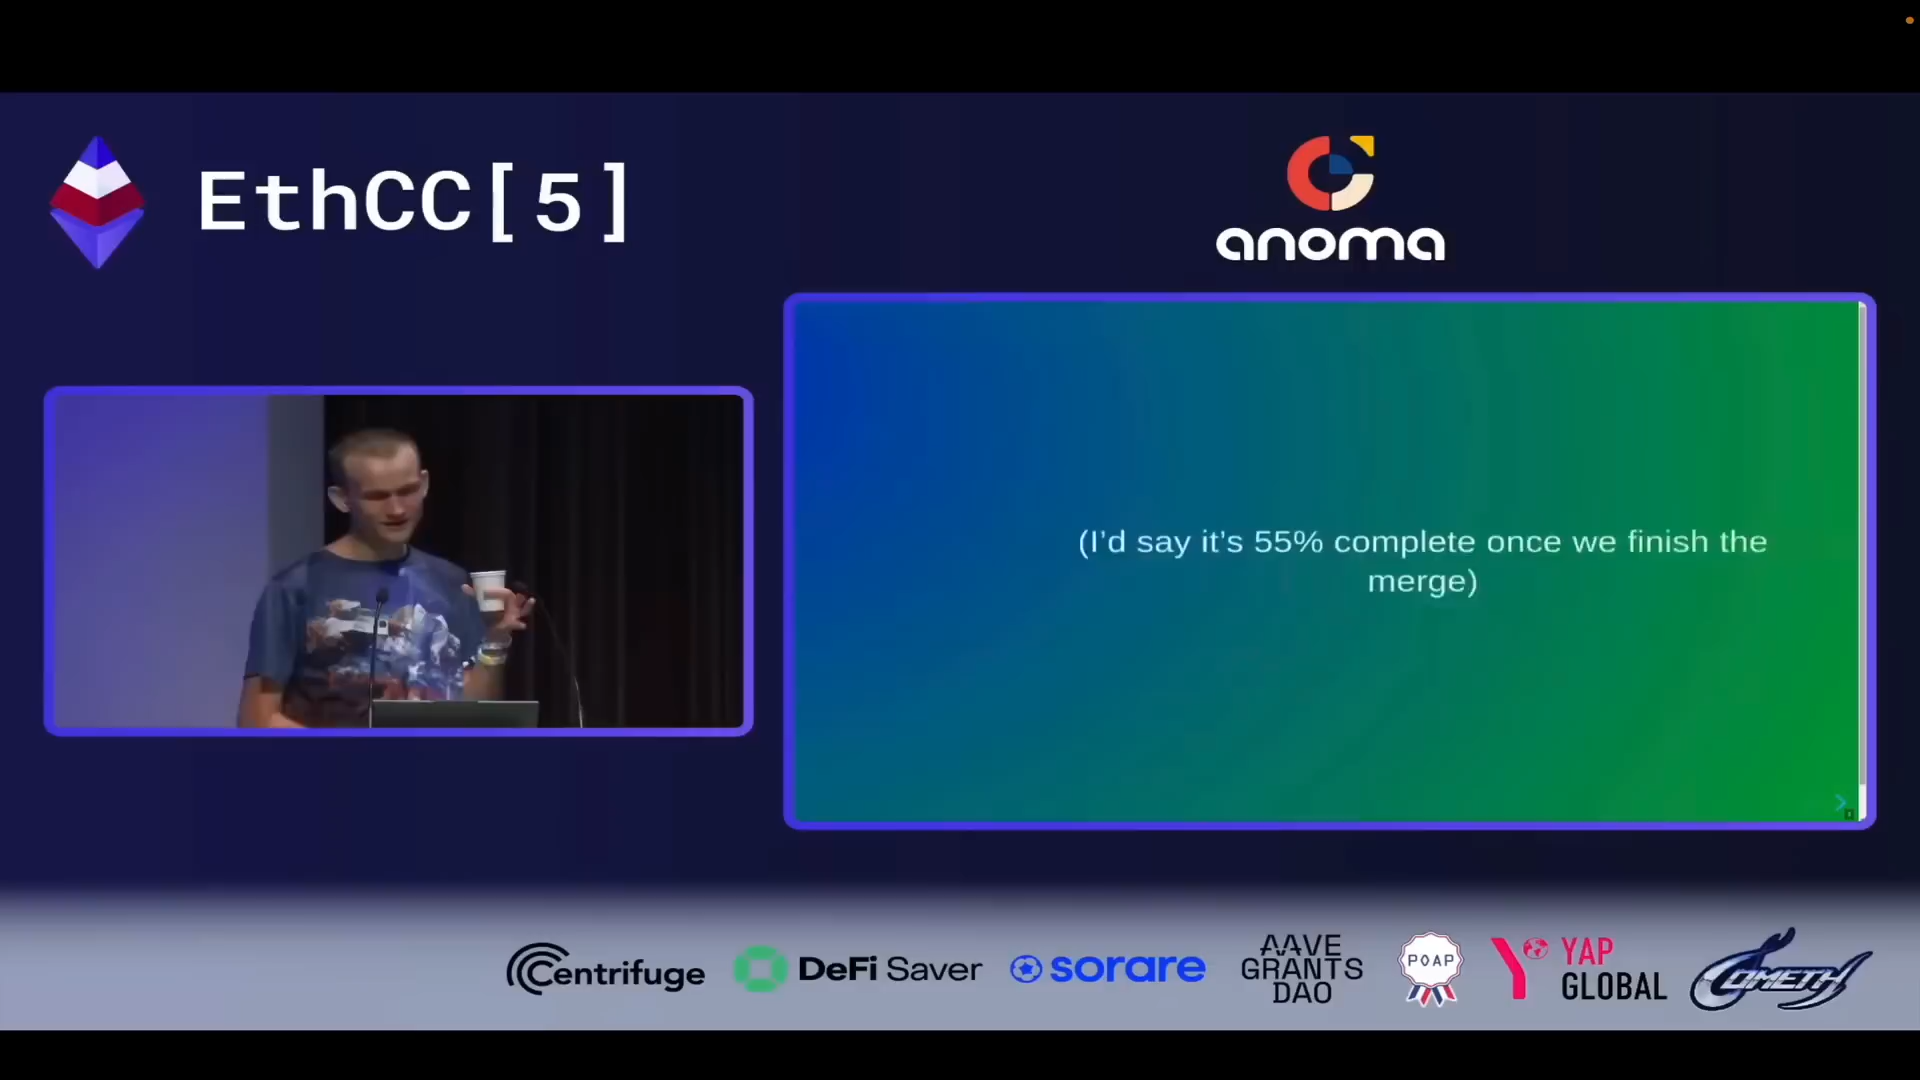 EthCC[5]
anoma
(I'd say it's 55% complete once we finish the
merge)
Centrifuge
DeFi Saver
sorare
AAVE
GRANTS
DAO
POAP
YAP
GLOBAL
COMETH